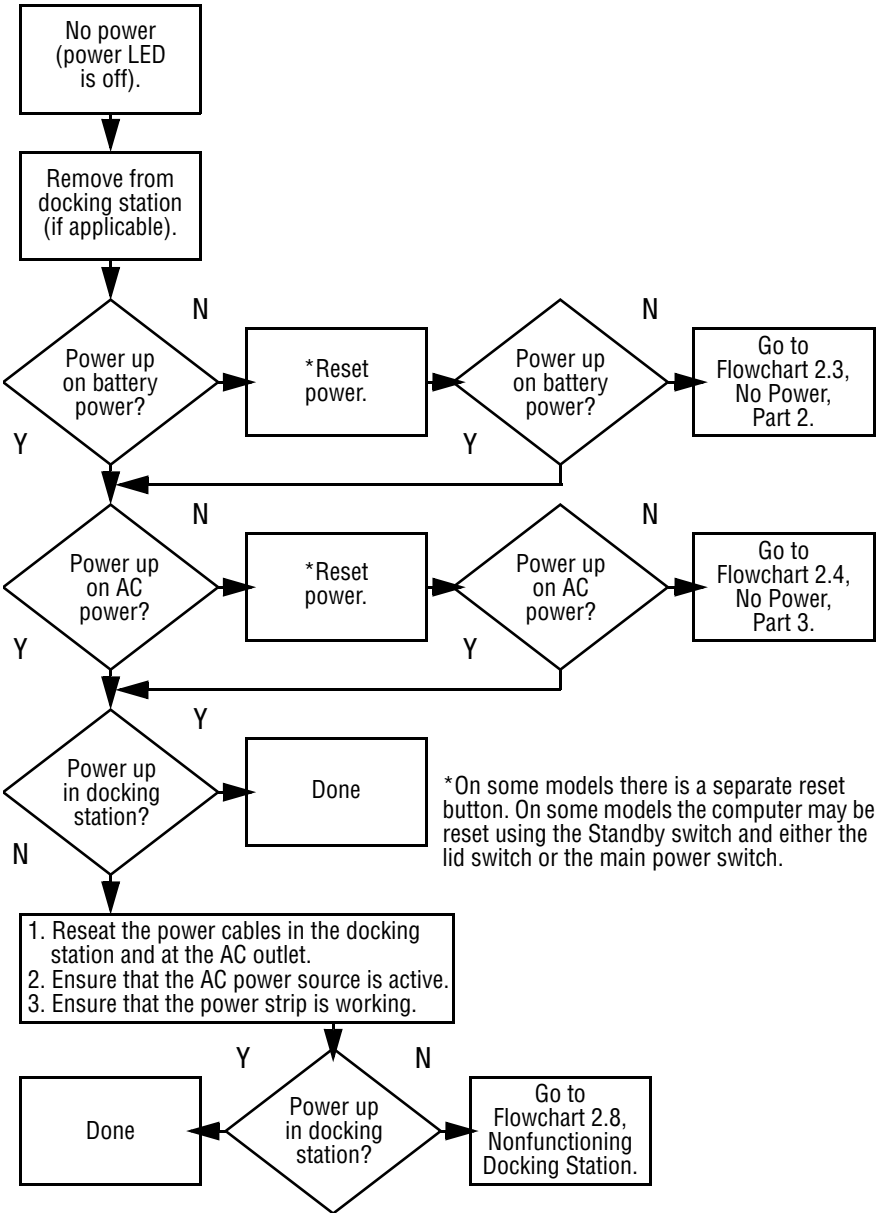 No power
(power LED
is off).
Remove from
docking station
(if applicable).
N
Power up
on battery
power?
Y
*Reset
power.
N
Power up
on battery
power?
Y
Go to
Flowchart 2.3,
No Power,
Part 2.
N
Power up
on AC
power?
Y
*Reset
power.
N
Power up
on AC
power?
Y
Go to
Flowchart 2.4,
No Power,
Part 3.
Y
Power up
in docking
station?
N
Done
*On some models there is a separate reset
button. On some models the computer may be
reset using the Standby switch and either the
lid switch or the main power switch.
1. Reseat the power cables in the docking
station and at the AC outlet.
2. Ensure that the AC power source is active.
3. Ensure that the power strip is working.
Y
N
Done
Power up
in docking
station?
Go to
Flowchart 2.8,
Nonfunctioning
Docking Station.